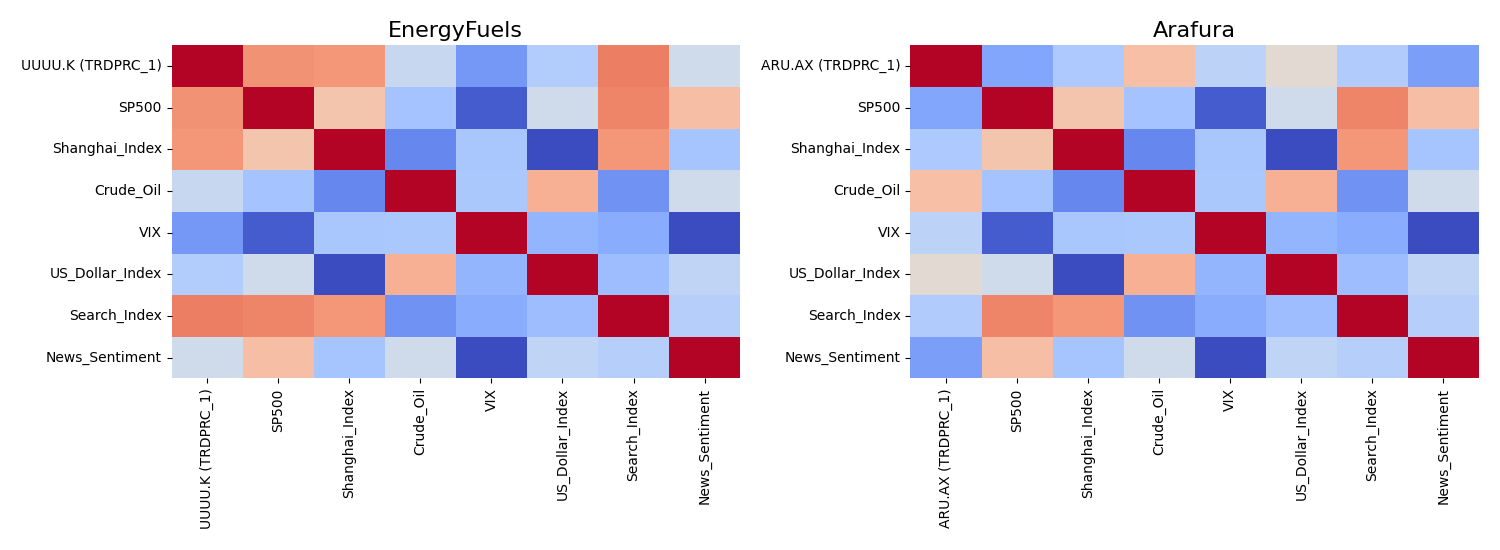 EnergyFuels
UUUU.K (TRDPRC_1)
SP500
Shanghai_Index
Crude_Oil
VIX
US_Dollar_Index
Search_Index
News_Sentiment
UUUU.K (TRDPRC_1)
SP500
Shanghai_Index
Crude_Oil
VIX
US_Dollar_Index
Search_Index
News_Sentiment
Arafura
ARU.AX (TRDPRC_1)
SP500
Shanghai_Index
Crude_Oil
VIX
US_Dollar_Index
Search_Index
News_Sentiment
ARU.AX (TRDPRC_1)
SP500
Shanghai_Index
Crude_Oil
VIX
US_Dollar_Index
Search_Index
News_Sentiment